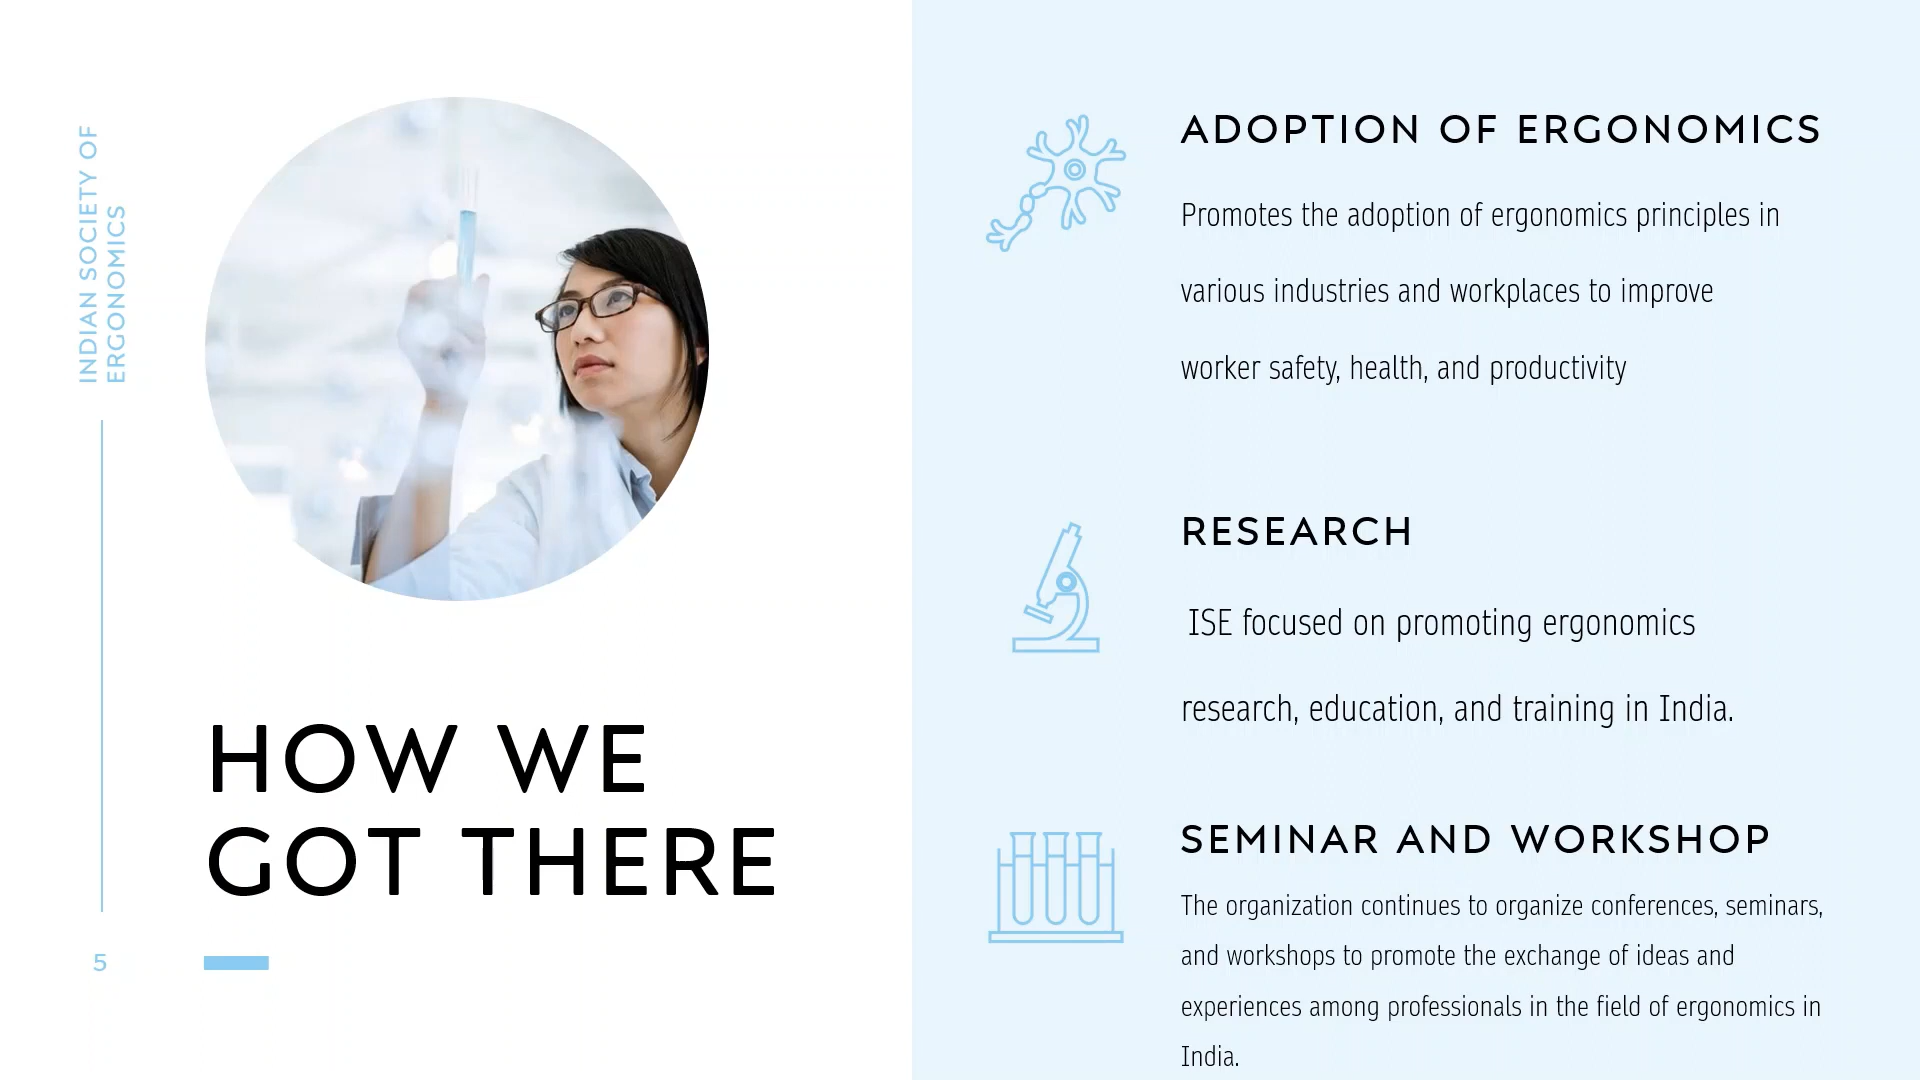 INDIAN SOCIETY OF
ERGONOMICS
5
HOW WE
GOT THERE
ADOPTION OF ERGONOMICS
Promotes the adoption of ergonomics principles in
various industries and workplaces to improve
worker safety, health, and productivity
RESEARCH
ISE focused on promoting ergonomics
research, education, and training in India.
SEMINAR AND WORKSHOP
The organization continues to organize conferences, seminars,
and workshops to promote the exchange of ideas and
experiences among professionals in the field of ergonomics in
India.